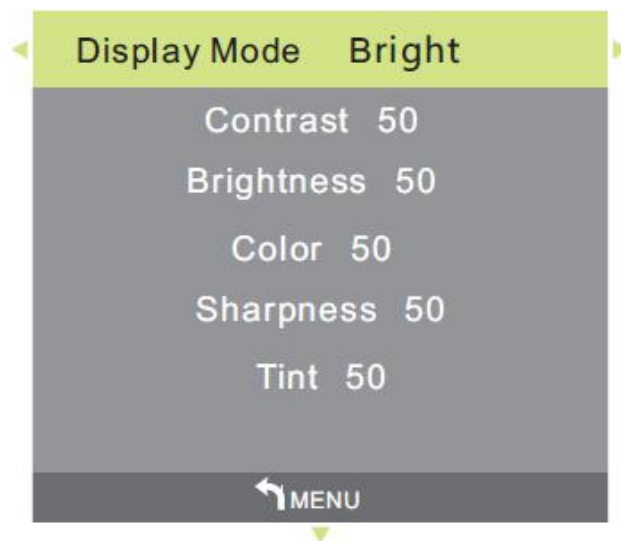 Display Mode Bright
Contrast 50
Brightness 50
Color 50
Sharpness 50
Tint 50
MENU